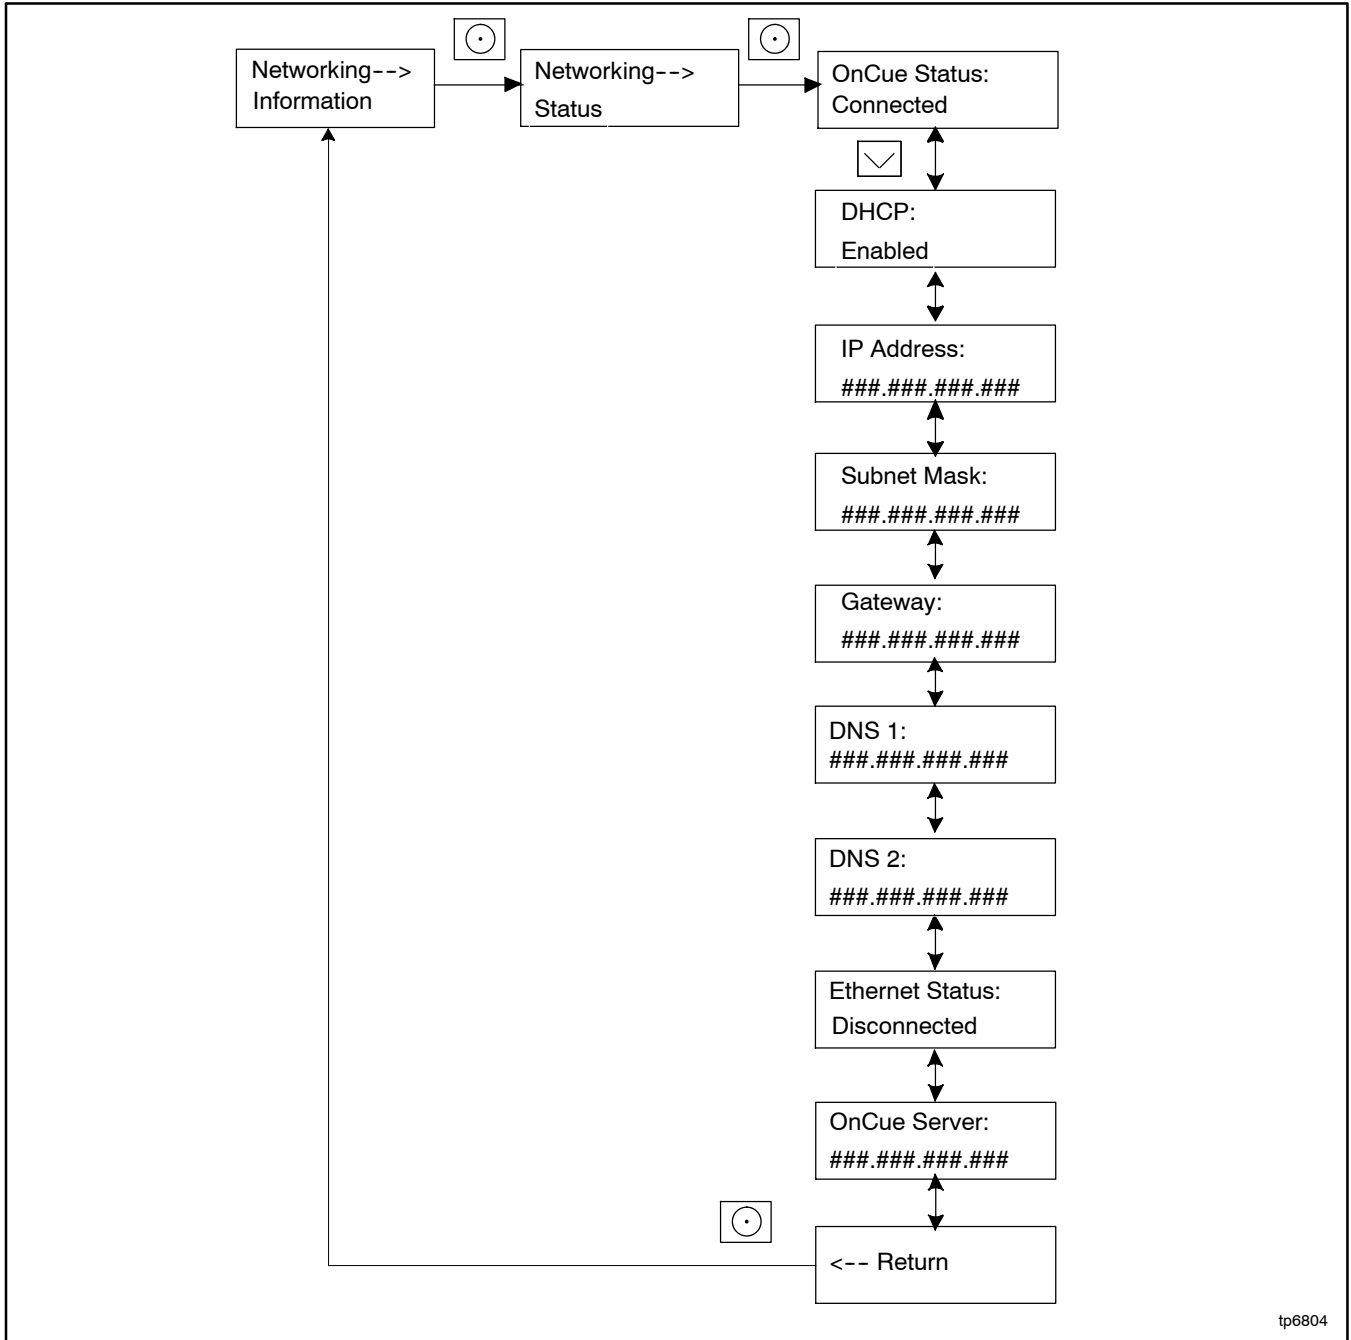 Networking-->
Information
Networking-->
Status
OnCue Status:
Connected
DHCP:
Enabled
IP Address:
###.###.###.###
Subnet Mask:
###.###.###.###
Gateway:
###.###.###.###
DNS 1:
###.###.###.###
DNS 2:
###.###.###.###
Ethernet Status:
Disconnected
OnCue Server:
###.###.###.###
<-- Return
tp6804